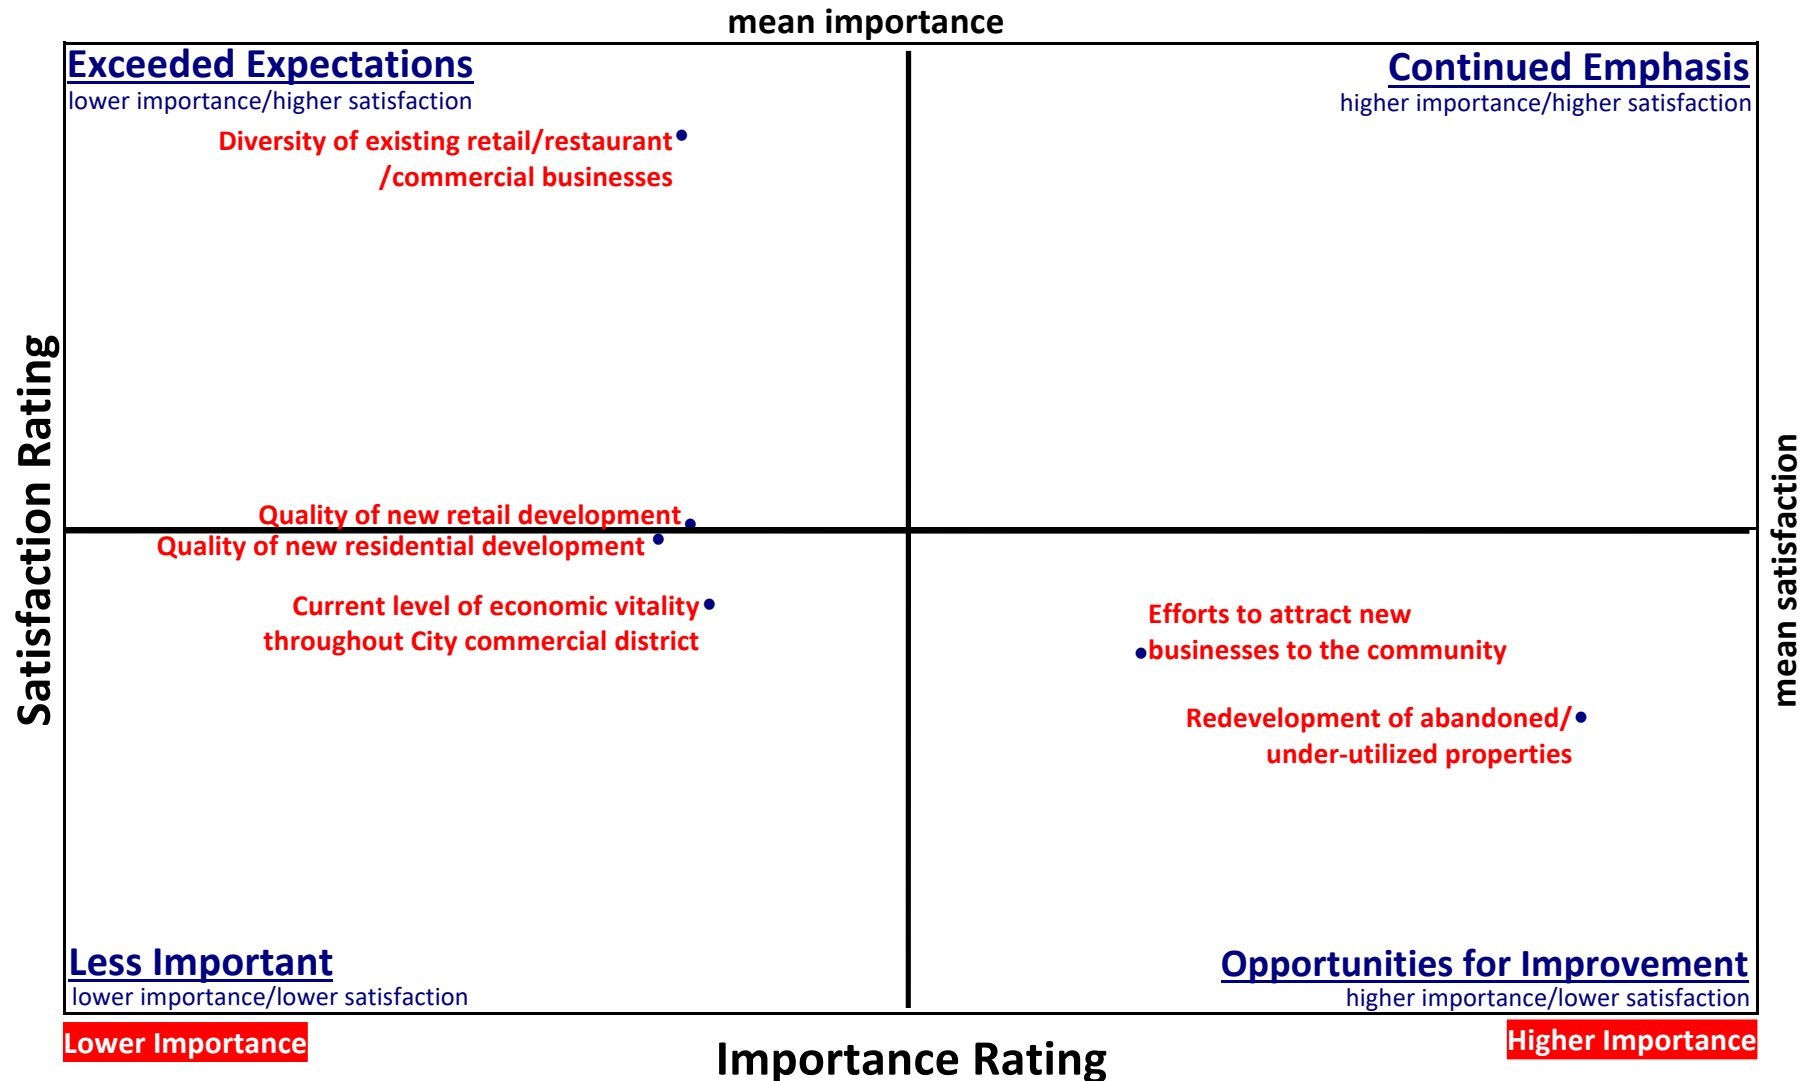 mean importance
Exceeded Expectations
lower importance/higher satisfaction
Continued Emphasis
higher importance/higher satisfaction
Diversity of existing retail/restaurant
/commercial businesses
Satisfaction Rating
mean satisfaction
Quality of new retail development
Quality of new residential development
Current level of economic vitality
throughout City commercial district
Efforts to attract new
businesses to the community
Redevelopment of abandoned/
under-utilized properties
Less Important
lower importance/lower satisfaction
Opportunities for Improvement
higher importance/lower satisfaction
Lower Importance
Importance Rating
Higher Importance